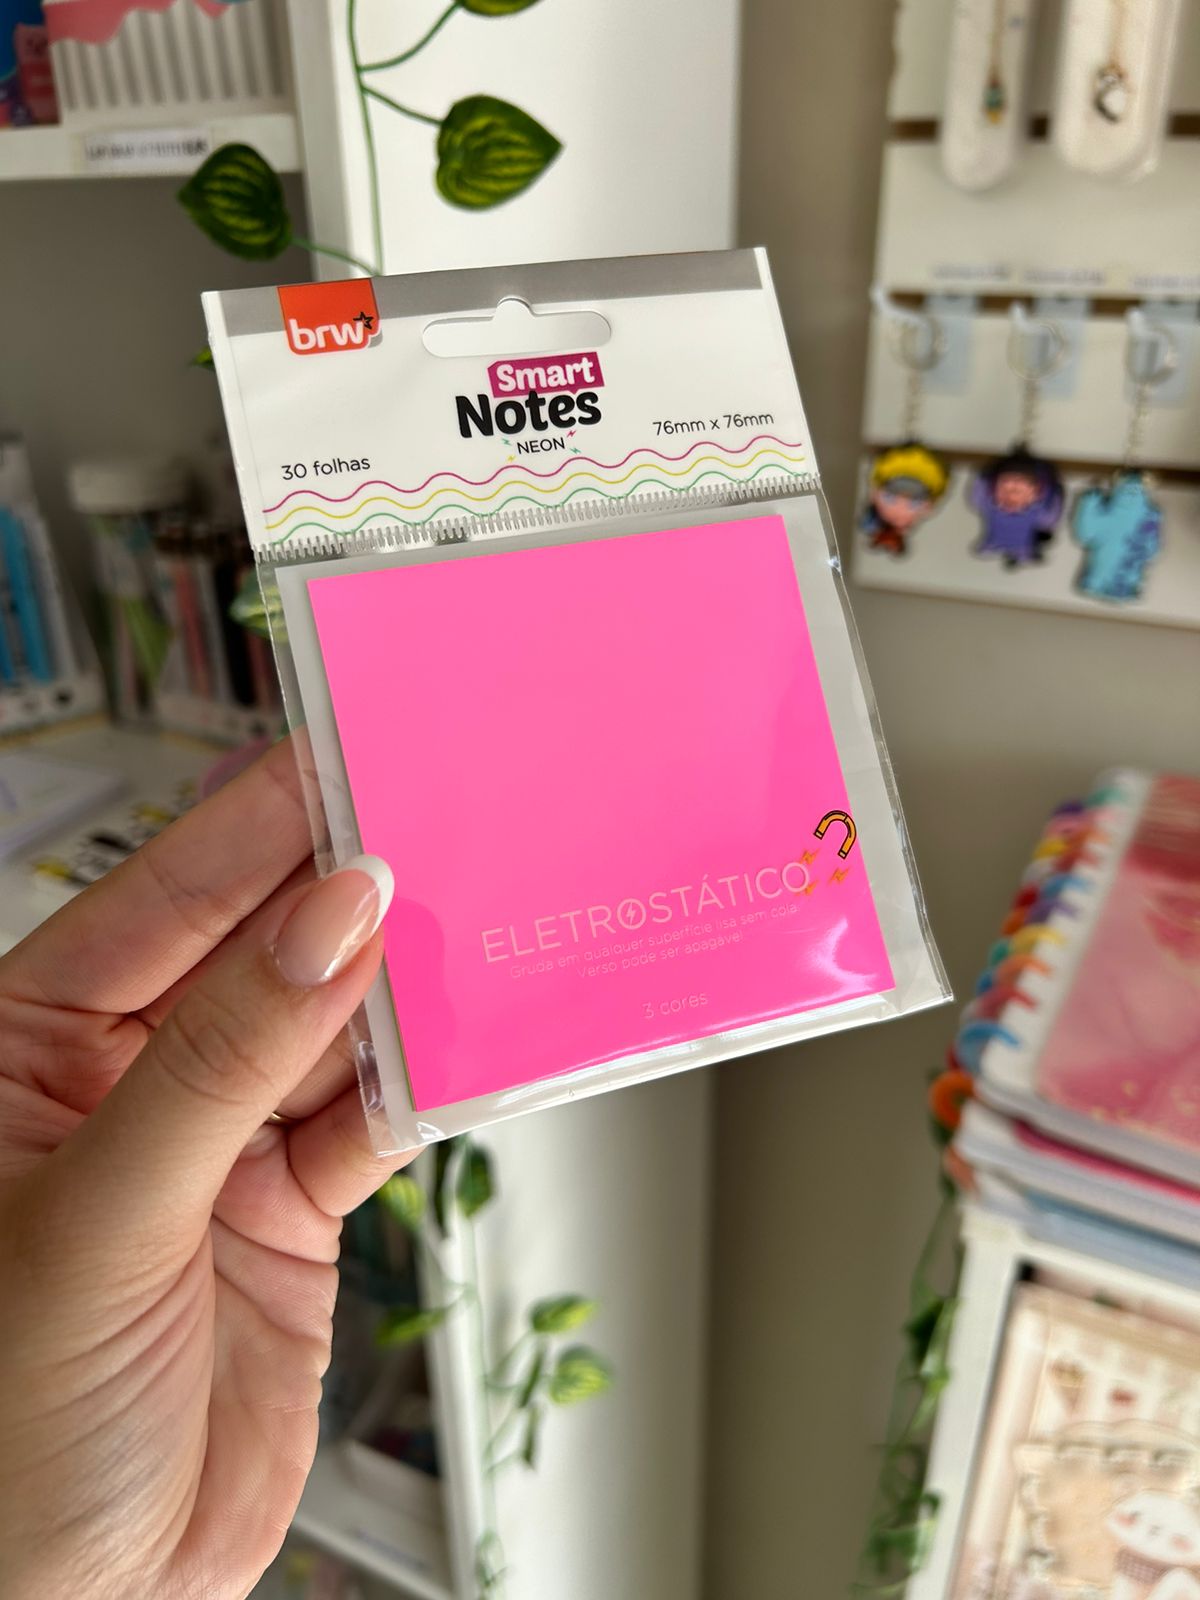 brw
Smart
Notes
NEON
76mm x 76mm
30 folhas
ELETROSTÁTICO
Gruda em qualquer superfície lisa sem cola
Verso pode ser apagável
3 cores